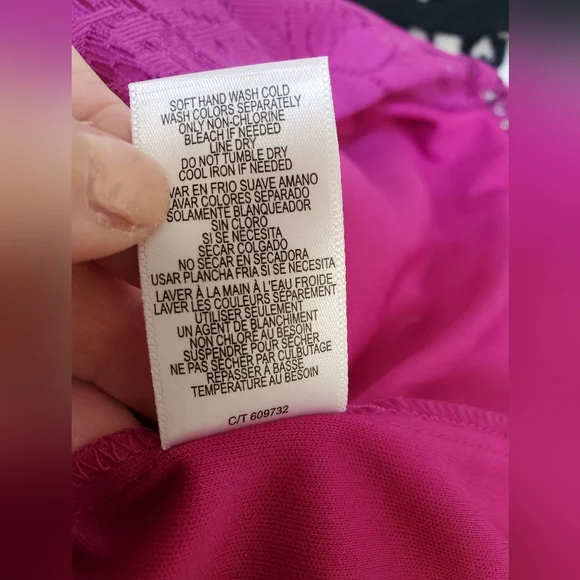 SOFT HAND WASH COLD
WASH COLORS SEPARATELY
ONLY NON-CHLORINE
BLEACH IF NEEDED
LINE DRY
DO NOT TUMBLE DRY
COOL IRON IF NEEDED
EN FRIO SUAVE AMANO
LAVAR COLORES SEPARADO
SOLAMENTE BLANQUEADOR
SIN CLORO
SI SE NECESITA
SECAR COLGADO
NO SECAR EN SECADORA
USAR PLANCHA FRIA SI SE NECESITA
LAVER À LA MAIN À L'EAU FROIDE
LAVER LES COULEURS SÉPARÉMENT
UTILISER SEULEMENT
UN AGENT DE BLANCHIMENT
NON CHLORÉ AU BESOIN
SUSPENDRE POUR SÉCHER
NE PAS SÉCHER PAR CULBUTAGE
REPASSER À BASSE
TEMPÉRATURE AU BESOIN
C/T 609732